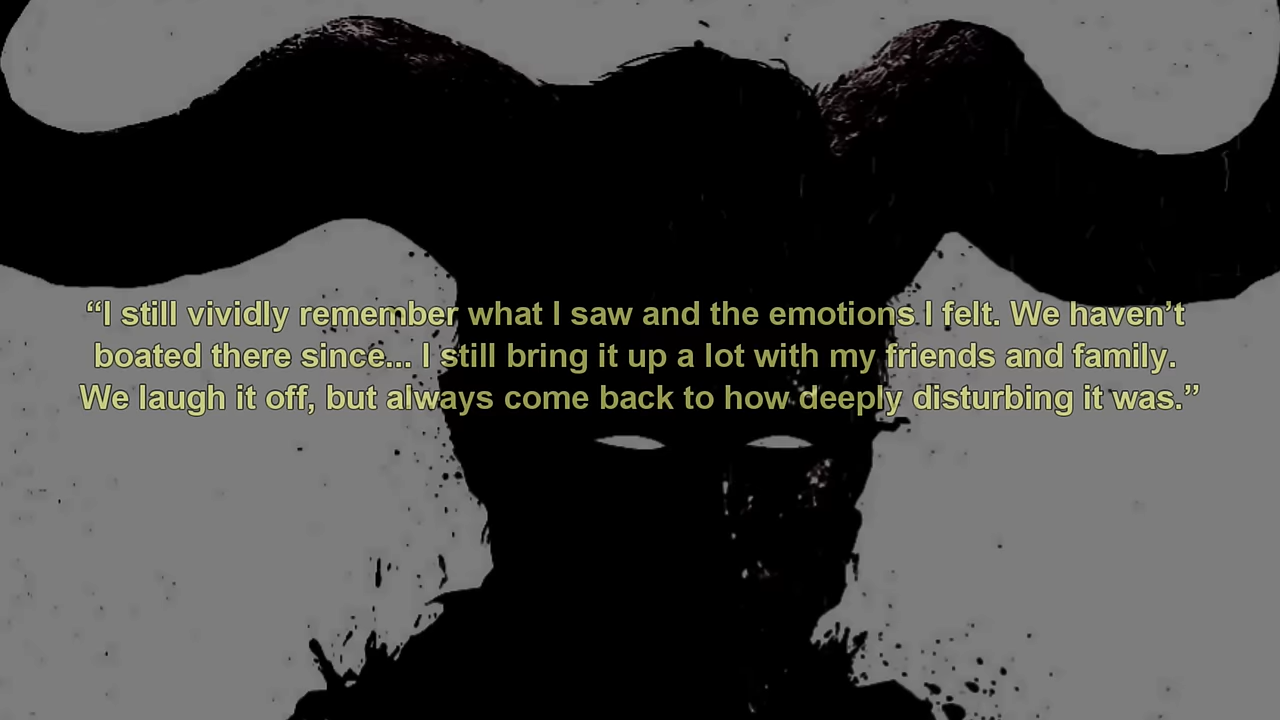 “I still vividly remember what I saw and the emotions I felt. We haven’t
boated there since... I still bring it up a lot with my friends and family.
We laugh it off, but always come back to how deeply disturbing it was.”